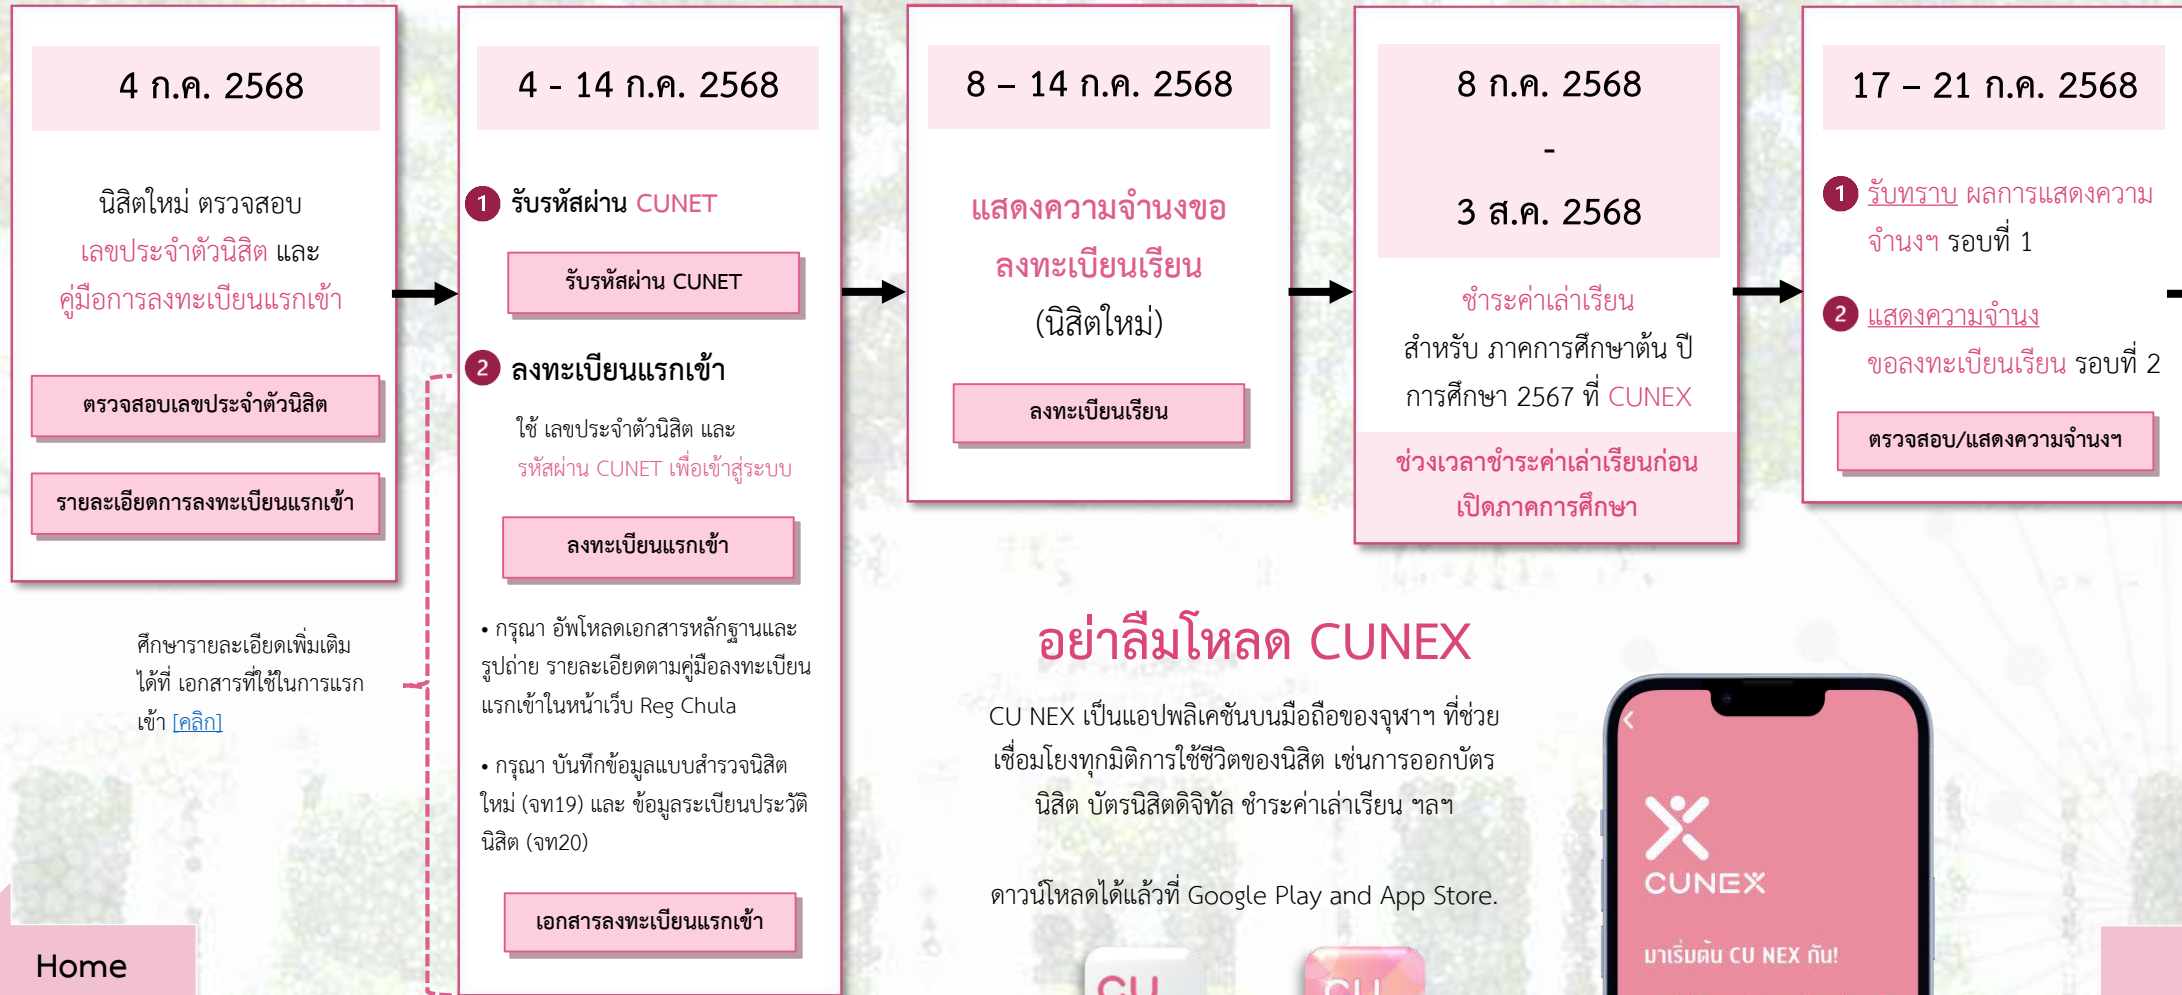 4 ก.ค. 2568
นิสิตใหม่ ตรวจสอบ
เลขประจำตัวนิสิต และ
คู่มือการลงทะเบียนแรกเข้า
ตรวจสอบเลขประจำตัวนิสิต
รายละเอียดการลงทะเบียนแรกเข้า
ศึกษารายละเอียดเพิ่มเติม
ได้ที่ เอกสารที่ใช้ในการแรก
เข้า [คลิก]
4 - 14 ก.ค. 2568
1 รับรหัสผ่าน CUNET
รับรหัสผ่าน CUNET
2 ลงทะเบียนแรกเข้า
ใช้ เลขประจำตัวนิสิต และ
รหัสผ่าน CUNET เพื่อเข้าสู่ระบบ
ลงทะเบียนแรกเข้า
• กรุณา อัพโหลดเอกสารหลักฐานและ
รูปถ่าย รายละเอียดตามคู่มือลงทะเบียน
แรกเข้าในหน้าเว็บ Reg Chula
• กรุณา บันทึกข้อมูลแบบสำรวจนิสิต
ใหม่ (จท19) และ ข้อมูลระเบียนประวัติ
นิสิต (จท20)
เอกสารลงทะเบียนแรกเข้า
8 – 14 ก.ค. 2568
แสดงความจำนงขอ
ลงทะเบียนเรียน
(นิสิตใหม่)
ลงทะเบียนเรียน
8 ก.ค. 2568
-
3 ส.ค. 2568
ชำระค่าเล่าเรียน
สำหรับ ภาคการศึกษาต้น ปี
การศึกษา 2567 ที่ CUNEX
ช่วงเวลาชำระค่าเล่าเรียนก่อน
เปิดภาคการศึกษา
17 – 21 ก.ค. 2568
1 รับทราบ ผลการแสดงความ
จำนงฯ รอบที่ 1
2 แสดงความจำนง
ขอลงทะเบียนเรียน รอบที่ 2
ตรวจสอบ/แสดงความจำนงฯ
อย่าลืมโหลด CUNEX
CU NEX เป็นแอปพลิเคชันบนมือถือของจุฬาฯ ที่ช่วย
เชื่อมโยงทุกมิติการใช้ชีวิตของนิสิต เช่นการออกบัตร
นิสิต บัตรนิสิตดิจิทัล ชำระค่าเล่าเรียน ฯลฯ
ดาวน์โหลดได้แล้วที่ Google Play and App Store.
CU
CU
CUNEX
มาเริ่มต้น CU NEX กัน!
Home